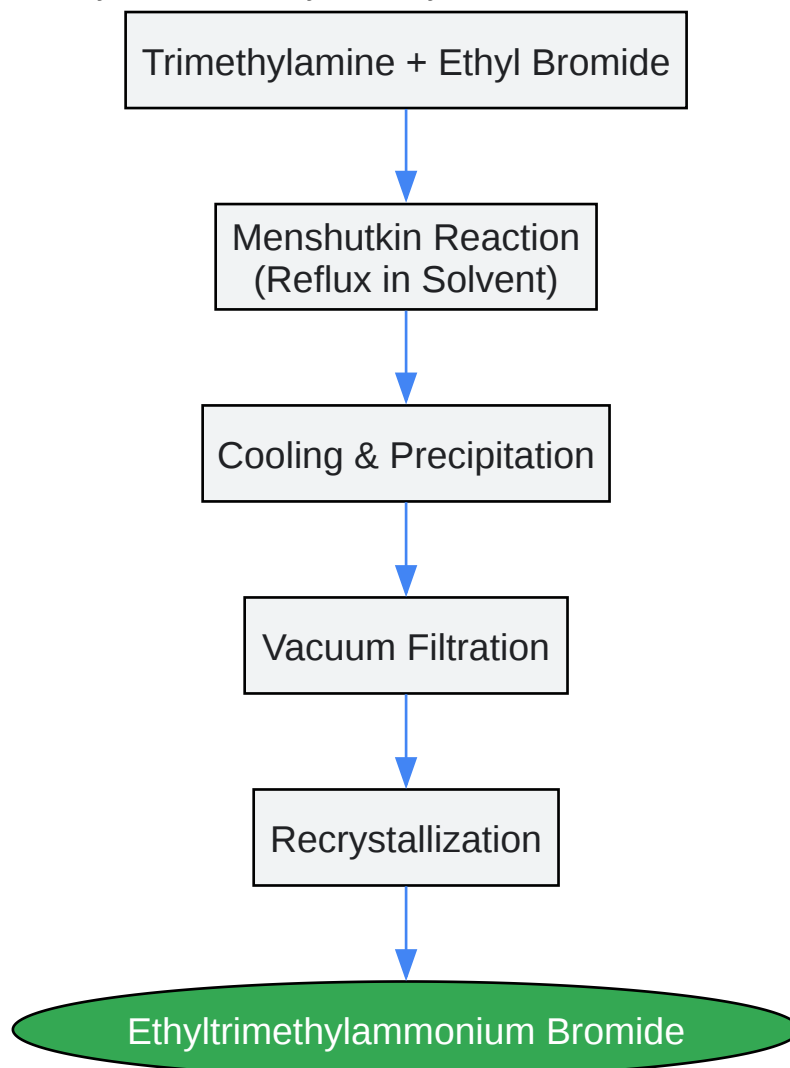 Trimethylamine + Ethyl Bromide
Menshutkin Reaction
(Reflux in Solvent)
Cooling & Precipitation
Vacuum Filtration
Recrystallization
Ethyltrimethylammonium Bromide